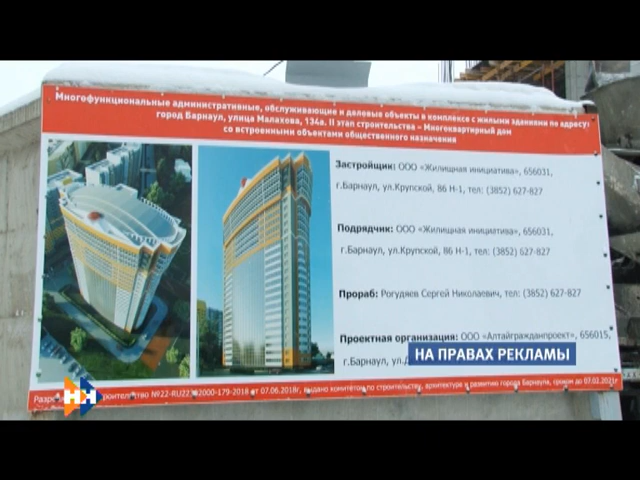 Многофункциональные административные, обслуживающие и деловые объекты в комплексе с жилыми зданиями по адресу:
город Барнаул, улица Малахова, 134а. II этап строительства – Многоквартирный дом
со встроенными объектами общественного назначения
Застройщик: ООО «Жилищная инициатива», 656031,
г.Барнаул, ул.Крупской, 86 Н-1, тел: (3852) 627-827
Подрядчик: ООО «Жилищная инициатива», 656031,
г.Барнаул, ул.Крупской, 86 Н-1, тел: (3852) 627-827
Прораб: Рогудяев Сергей Николаевич, тел: (3852) 627-827
Проектная организация: ООО «Алтайгражданпроект», 656015,
г.Барнаул,
НА ПРАВАХ РЕКЛАМЫ
от 07.06.2018г, выдано комитетом по строительству, архитектуре и развитию города Барнаула, сроком до 07.02.2021г
НН